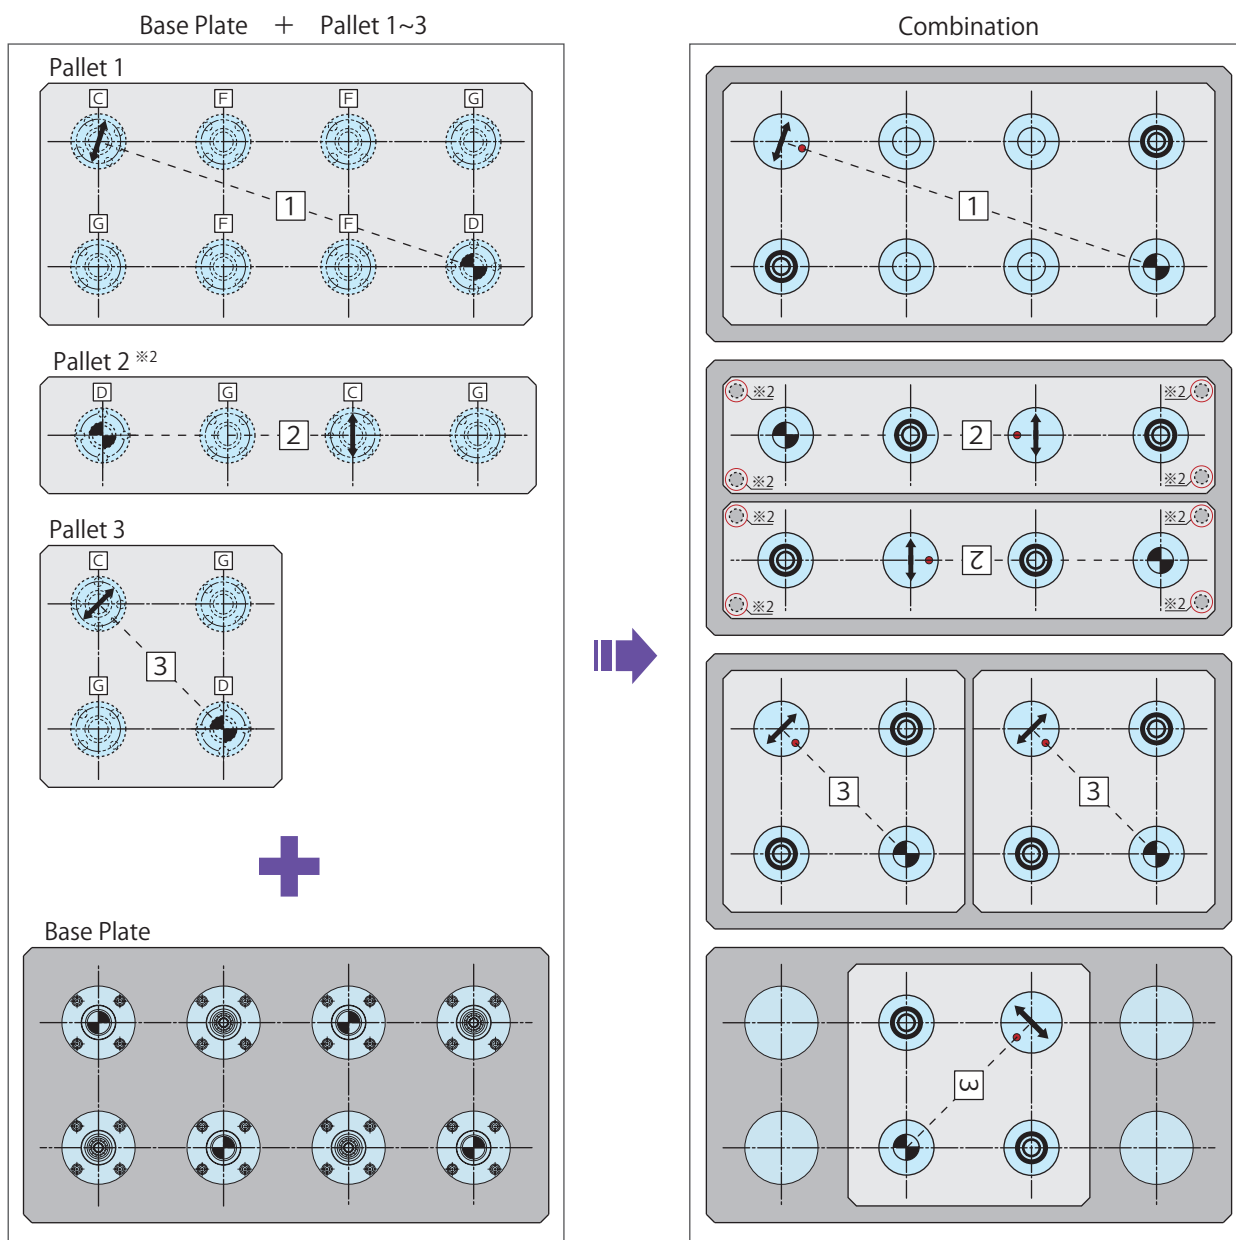 Base Plate + Pallet 1~3
Pallet 1
C F F G
1
G F F D
Pallet 2 ※2
D G C G
2
Pallet 3
C G
3
G D
Base Plate
Combination
1
※2 ※2
2
※2 ※2
※2 ※2
2
※2 ※2
3 3
3